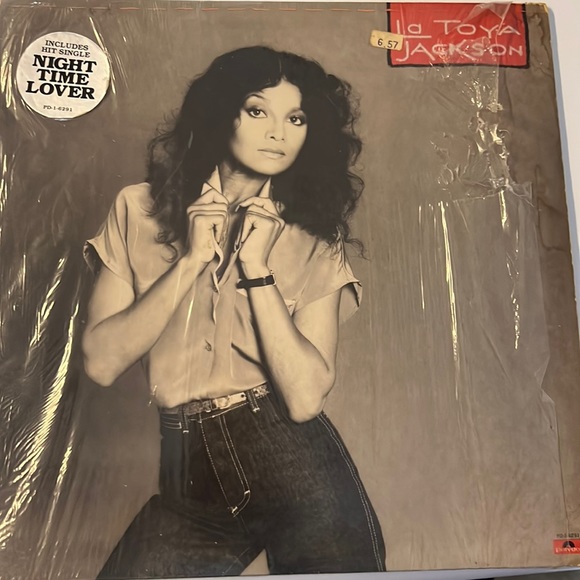 INCLUDES
HIT SINGLE
NIGHT
TIME
LOVER
PD-1-6291
6.57
La TOYA
JACKSON